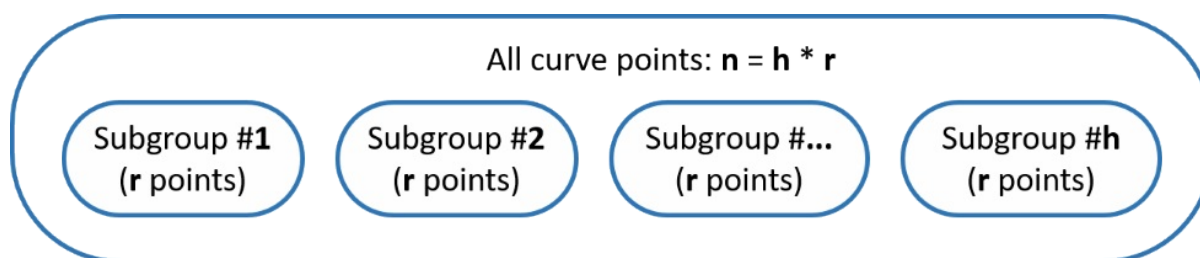 All curve points: n = h * r
Subgroup #1
(r points)
Subgroup #2
(r points)
Subgroup #...
(r points)
Subgroup #h
(r points)